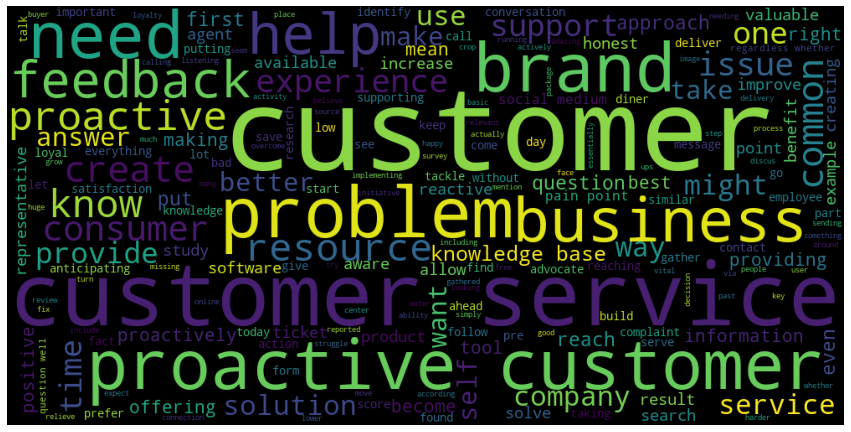 important
loyalty
place
talk
buyer
need
first
agent
putting
calling
listening
identify
conversation
help
make
use
mean
call
support
approach
valuable
needing
honest
deliver
one
right
regardless whether
feedback
available
increase
experience
activity
supporting
brand
issue
take
improve
common
creating
example
proactive
answer
making
save
overcome
research
source
low
keep
social medium
diner
basic
relevant
actually
day
see
come
customer
message
benefit
point
discus
process
step
delivery
package
image
crop
essentially
loyal
much
everything
lot
bad
create
better
start
tackle
without
reactive
question
best
might
go
employee
representative
grow
satisfaction
let
put
know
knowledge
problem
implementing
many
initiative
happy
survey
face
pain point
mention
similar
ups
business
part
sending
something
huge
consumer
study
resource
including
knowledge base
way
providing
contact
around
provide
anticipating
turn
missing
software
give
aware
allow
find
free
advocate
reaching
gather
via
people
user
vital
decision
customer service
want
ahead
build
past
key
review
fix
online
center
gathered
looking
ability
simply
include
fact
proactively
today
ticket
reported
action
struggle
follow
pre
good
complaint
serve
reach
information
even
positive
question well
time
proactive customer
form
product
tool
self
according
whether
expect
relieve
prefer
connection
offering
solution
move
score
become
found
company
solve
taking
result
search
service
harder